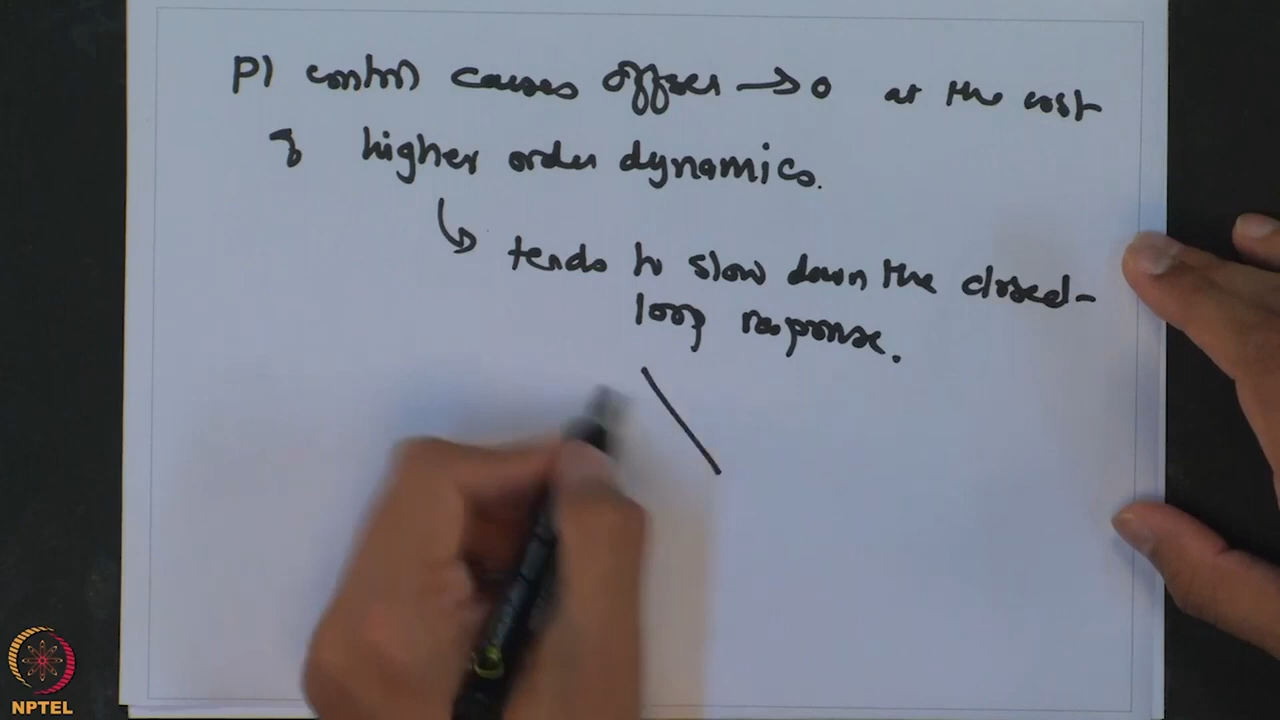 PI control causes offset → 0 at the cost
of higher order dynamics.
↳ tends to slow down the closed-
loop response.
NPTEL